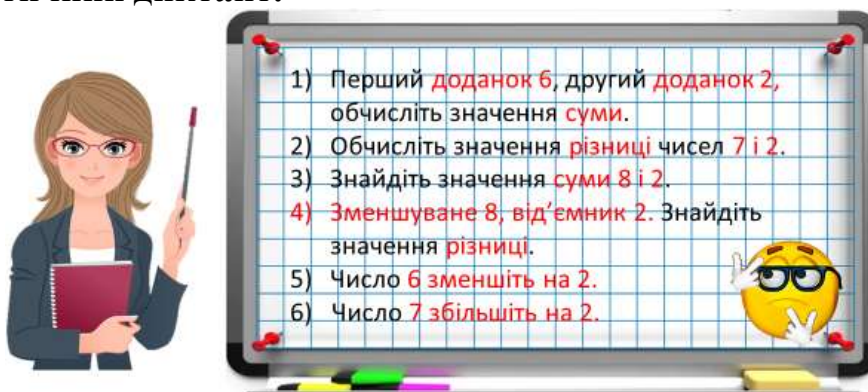 1) Перший доданок 6, другий доданок 2,
обчисліть значення суми.
2) Обчисліть значення різниці чисел 7 і 2.
3) Знайдіть значення суми 8 і 2.
4) Зменшуване 8, від’ємник 2. Знайдіть
значення різниці.
5) Число 6 зменшіть на 2.
6) Число 7 збільшіть на 2.